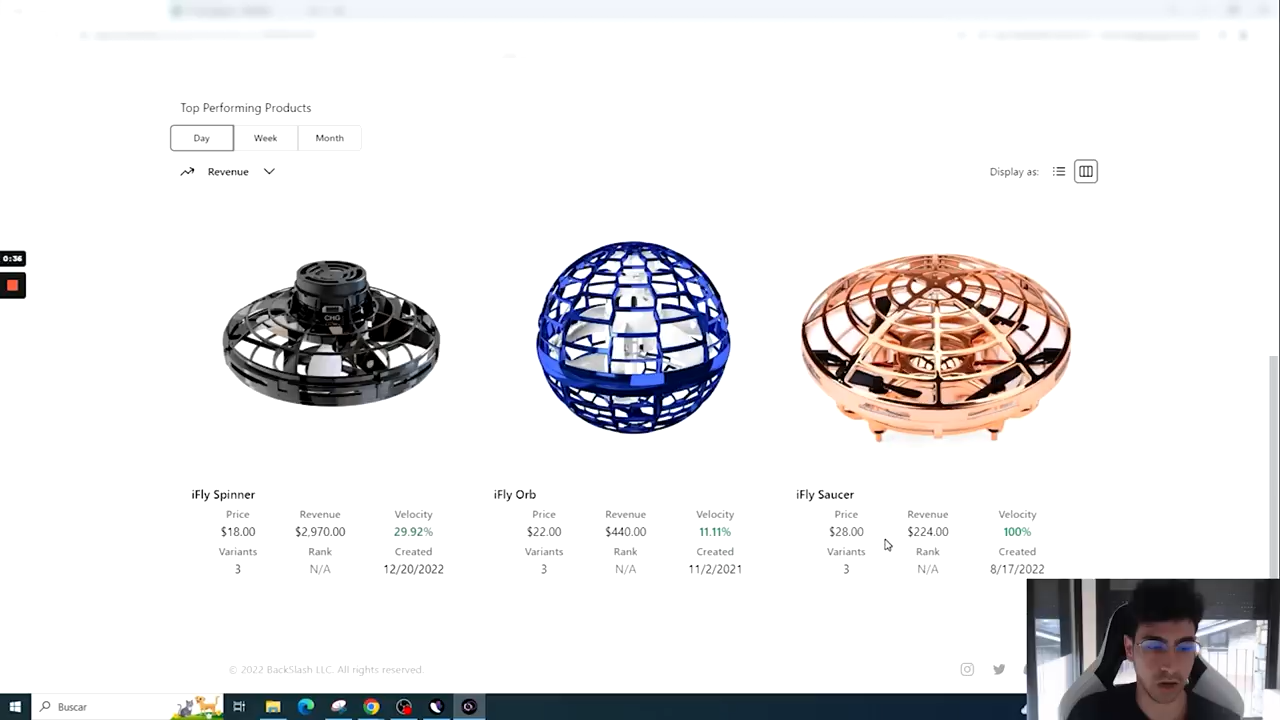 Top Performing Products
Day Week Month
Revenue
Display as:
0:36
CHG
iFly Spinner iFly Orb iFly Saucer
Price Revenue Velocity Price Revenue Velocity Price Revenue Velocity
$18.00 $2,970.00 29.92% $22.00 $440.00 11.11% $28.00 $224.00 100%
Variants Rank Created Variants Rank Created Variants Rank Created
3 N/A 12/20/2022 3 N/A 11/2/2021 3 N/A 8/17/2022
© 2022 BackSlash LLC. All rights reserved.
Buscar